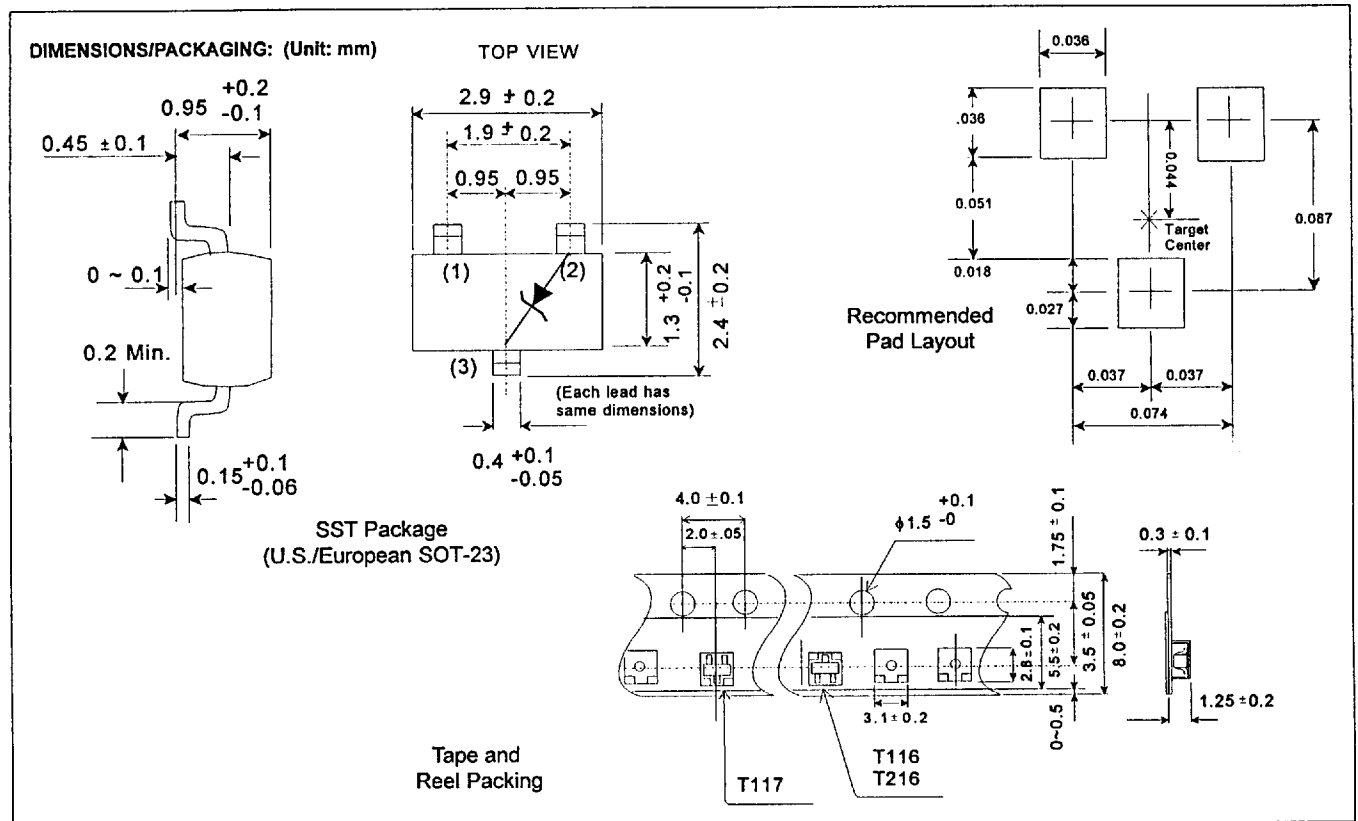 DIMENSIONS/PACKAGING: (Unit: mm)
TOP VIEW
0.95 +0.2 -0.1
0.45 ±0.1
0 ~ 0.1
0.2 Min.
0.15 +0.1 -0.06
SST Package
(U.S./European SOT-23)
2.9 ± 0.2
1.9 ± 0.2
0.95 0.95
(1)
(2)
(3)
1.3 +0.2 -0.1
2.4 ±0.2
(Each lead has
same dimensions)
0.4 +0.1 -0.05
0.036
.036
0.051
0.018
0.027
0.044
0.087
Target
Center
Recommended
Pad Layout
0.037 0.037
0.074
4.0 ±0.1
2.0±.05
ϕ1.5 +0.1 -0
1.75 ± 0.1
3.5 ± 0.05
8.0±0.2
5.5±0.2
2.8±0.1
0~0.5
3.1±0.2
0.3 ± 0.1
1.25±0.2
T117
T116
T216
Tape and
Reel Packing